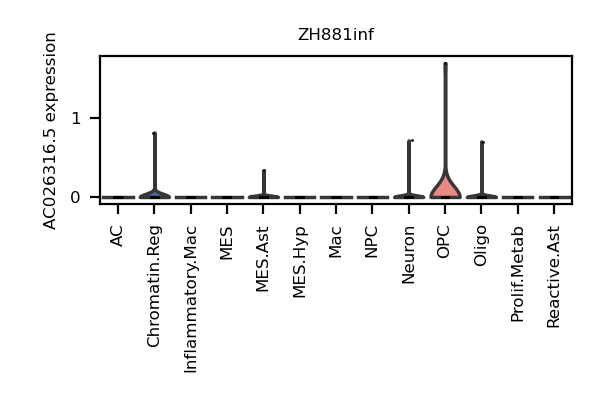 ZH881inf
AC026316.5 expression
1
0
AC
Chromatin.Reg
Inflammatory.Mac
MES
MES.Ast
MES.Hyp
Mac
NPC
Neuron
OPC
Oligo
Prolif.Metab
Reactive.Ast